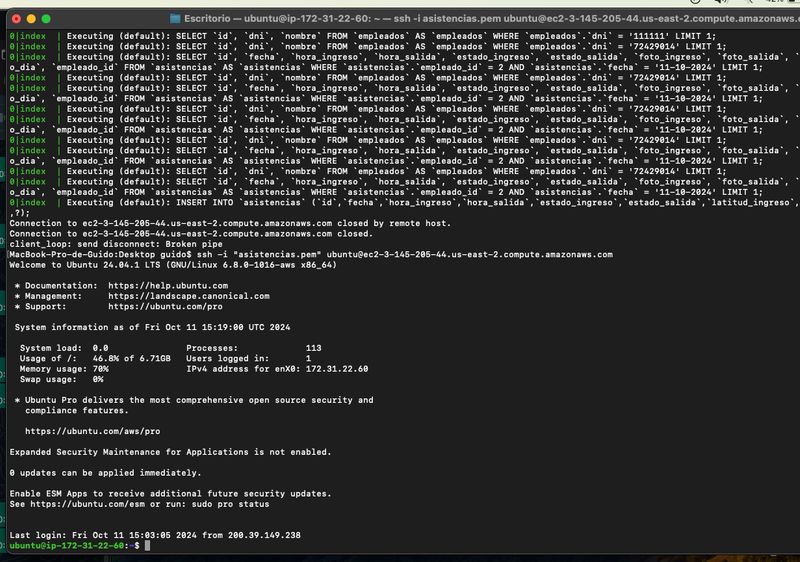 Escritorio — ubuntu@ip-172-31-22-60: ~ — ssh -i asistencias.pem ubuntu@ec2-3-145-205-44.us-east-2.compute.amazonaws.c
0|index  | Executing (default): SELECT `id`, `dni`, `nombre` FROM `empleados` AS `empleados` WHERE `empleados`.`dni` = '111111' LIMIT 1;
0|index  | Executing (default): SELECT `id`, `dni`, `nombre` FROM `empleados` AS `empleados` WHERE `empleados`.`dni` = '72429014' LIMIT 1;
0|index  | Executing (default): SELECT `id`, `fecha`, `hora_ingreso`, `hora_salida`, `estado_ingreso`, `estado_salida`, `foto_ingreso`, `foto_salida`,
o_dia`, `empleado_id` FROM `asistencias` AS `asistencias` WHERE `asistencias`.`empleado_id` = 2 AND `asistencias`.`fecha` = '11-10-2024' LIMIT 1;
0|index  | Executing (default): SELECT `id`, `dni`, `nombre` FROM `empleados` AS `empleados` WHERE `empleados`.`dni` = '72429014' LIMIT 1;
0|index  | Executing (default): SELECT `id`, `fecha`, `hora_ingreso`, `hora_salida`, `estado_ingreso`, `estado_salida`, `foto_ingreso`, `foto_salida`,
o_dia`, `empleado_id` FROM `asistencias` AS `asistencias` WHERE `asistencias`.`empleado_id` = 2 AND `asistencias`.`fecha` = '11-10-2024' LIMIT 1;
0|index  | Executing (default): SELECT `id`, `dni`, `nombre` FROM `empleados` AS `empleados` WHERE `empleados`.`dni` = '72429014' LIMIT 1;
0|index  | Executing (default): SELECT `id`, `fecha`, `hora_ingreso`, `hora_salida`, `estado_ingreso`, `estado_salida`, `foto_ingreso`, `foto_salida`,
o_dia`, `empleado_id` FROM `asistencias` AS `asistencias` WHERE `asistencias`.`empleado_id` = 2 AND `asistencias`.`fecha` = '11-10-2024' LIMIT 1;
0|index  | Executing (default): SELECT `id`, `dni`, `nombre` FROM `empleados` AS `empleados` WHERE `empleados`.`dni` = '72429014' LIMIT 1;
0|index  | Executing (default): SELECT `id`, `fecha`, `hora_ingreso`, `hora_salida`, `estado_ingreso`, `estado_salida`, `foto_ingreso`, `foto_salida`,
o_dia`, `empleado_id` FROM `asistencias` AS `asistencias` WHERE `asistencias`.`empleado_id` = 2 AND `asistencias`.`fecha` = '11-10-2024' LIMIT 1;
0|index  | Executing (default): SELECT `id`, `dni`, `nombre` FROM `empleados` AS `empleados` WHERE `empleados`.`dni` = '72429014' LIMIT 1;
0|index  | Executing (default): SELECT `id`, `fecha`, `hora_ingreso`, `hora_salida`, `estado_ingreso`, `estado_salida`, `foto_ingreso`, `foto_salida`,
o_dia`, `empleado_id` FROM `asistencias` AS `asistencias` WHERE `asistencias`.`empleado_id` = 2 AND `asistencias`.`fecha` = '11-10-2024' LIMIT 1;
0|index  | Executing (default): INSERT INTO `asistencias` (`id`,`fecha`,`hora_ingreso`,`hora_salida`,`estado_ingreso`,`estado_salida`,`latitud_ingreso`,
,?);
Connection to ec2-3-145-205-44.us-east-2.compute.amazonaws.com closed by remote host.
Connection to ec2-3-145-205-44.us-east-2.compute.amazonaws.com closed.
client_loop: send disconnect: Broken pipe
MacBook-Pro-de-Guido:Desktop guido$ ssh -i "asistencias.pem" ubuntu@ec2-3-145-205-44.us-east-2.compute.amazonaws.com
Welcome to Ubuntu 24.04.1 LTS (GNU/Linux 6.8.0-1016-aws x86_64)
* Documentation:  https://help.ubuntu.com
* Management:     https://landscape.canonical.com
* Support:        https://ubuntu.com/pro
System information as of Fri Oct 11 15:19:00 UTC 2024
System load:  0.0                Processes:             113
Usage of /:   46.8% of 6.71GB    Users logged in:       1
Memory usage: 70%                IPv4 address for enX0: 172.31.22.60
Swap usage:   0%
* Ubuntu Pro delivers the most comprehensive open source security and
compliance features.
https://ubuntu.com/aws/pro
Expanded Security Maintenance for Applications is not enabled.
0 updates can be applied immediately.
Enable ESM Apps to receive additional future security updates.
See https://ubuntu.com/esm or run: sudo pro status
Last login: Fri Oct 11 15:03:05 2024 from 200.39.149.238
ubuntu@ip-172-31-22-60:~$